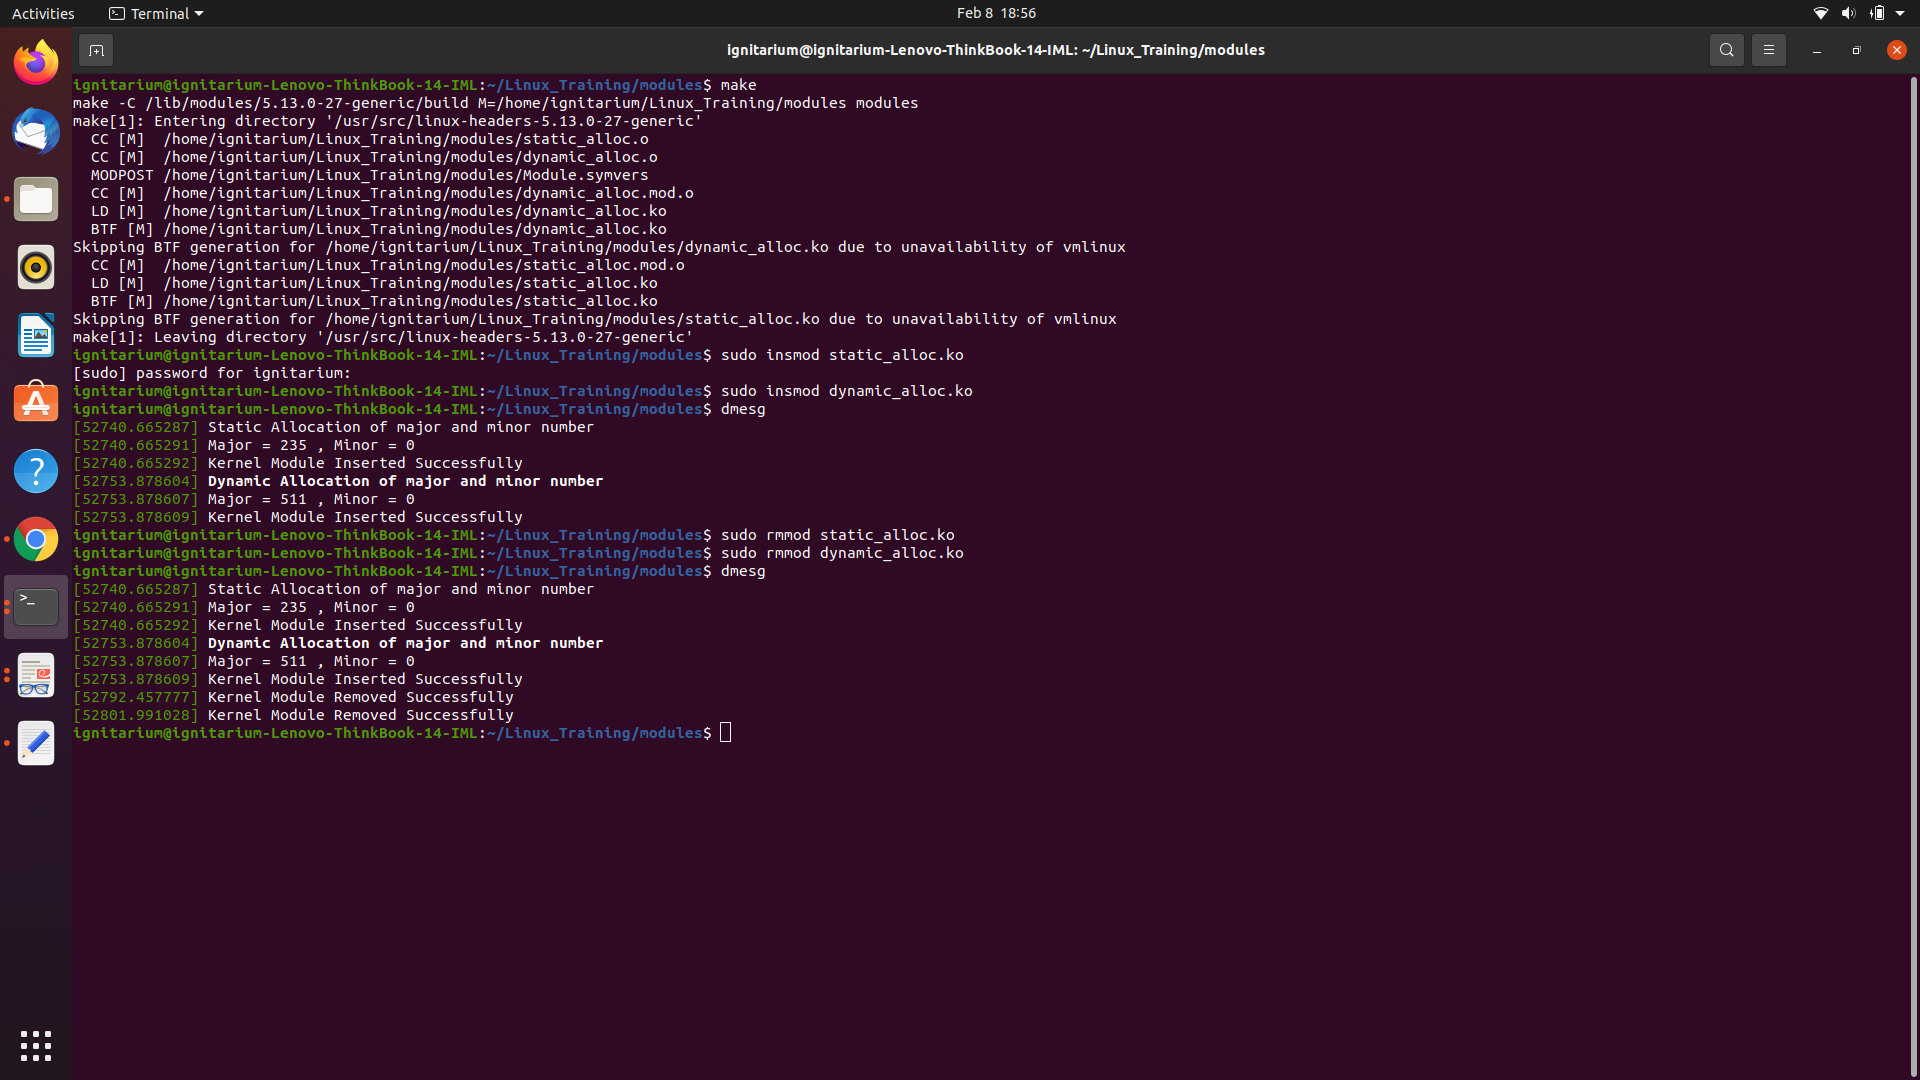 Activities
Terminal
Feb 8 18:56
ignitarium@ignitarium-Lenovo-ThinkBook-14-IML: ~/Linux_Training/modules
ignitarium@ignitarium-Lenovo-ThinkBook-14-IML:~/Linux_Training/modules$ make
make -C /lib/modules/5.13.0-27-generic/build M=/home/ignitarium/Linux_Training/modules modules
make[1]: Entering directory '/usr/src/linux-headers-5.13.0-27-generic'
CC [M]  /home/ignitarium/Linux_Training/modules/static_alloc.o
CC [M]  /home/ignitarium/Linux_Training/modules/dynamic_alloc.o
MODPOST /home/ignitarium/Linux_Training/modules/Module.symvers
CC [M]  /home/ignitarium/Linux_Training/modules/dynamic_alloc.mod.o
LD [M]  /home/ignitarium/Linux_Training/modules/dynamic_alloc.ko
BTF [M] /home/ignitarium/Linux_Training/modules/dynamic_alloc.ko
Skipping BTF generation for /home/ignitarium/Linux_Training/modules/dynamic_alloc.ko due to unavailability of vmlinux
CC [M]  /home/ignitarium/Linux_Training/modules/static_alloc.mod.o
LD [M]  /home/ignitarium/Linux_Training/modules/static_alloc.ko
BTF [M] /home/ignitarium/Linux_Training/modules/static_alloc.ko
Skipping BTF generation for /home/ignitarium/Linux_Training/modules/static_alloc.ko due to unavailability of vmlinux
make[1]: Leaving directory '/usr/src/linux-headers-5.13.0-27-generic'
ignitarium@ignitarium-Lenovo-ThinkBook-14-IML:~/Linux_Training/modules$ sudo insmod static_alloc.ko
[sudo] password for ignitarium:
ignitarium@ignitarium-Lenovo-ThinkBook-14-IML:~/Linux_Training/modules$ sudo insmod dynamic_alloc.ko
ignitarium@ignitarium-Lenovo-ThinkBook-14-IML:~/Linux_Training/modules$ dmesg
[52740.665287] Static Allocation of major and minor number
[52740.665291] Major = 235 , Minor = 0
[52740.665292] Kernel Module Inserted Successfully
[52753.878604] Dynamic Allocation of major and minor number
[52753.878607] Major = 511 , Minor = 0
[52753.878609] Kernel Module Inserted Successfully
ignitarium@ignitarium-Lenovo-ThinkBook-14-IML:~/Linux_Training/modules$ sudo rmmod static_alloc.ko
ignitarium@ignitarium-Lenovo-ThinkBook-14-IML:~/Linux_Training/modules$ sudo rmmod dynamic_alloc.ko
ignitarium@ignitarium-Lenovo-ThinkBook-14-IML:~/Linux_Training/modules$ dmesg
[52740.665287] Static Allocation of major and minor number
[52740.665291] Major = 235 , Minor = 0
[52740.665292] Kernel Module Inserted Successfully
[52753.878604] Dynamic Allocation of major and minor number
[52753.878607] Major = 511 , Minor = 0
[52753.878609] Kernel Module Inserted Successfully
[52792.457777] Kernel Module Removed Successfully
[52801.991028] Kernel Module Removed Successfully
ignitarium@ignitarium-Lenovo-ThinkBook-14-IML:~/Linux_Training/modules$